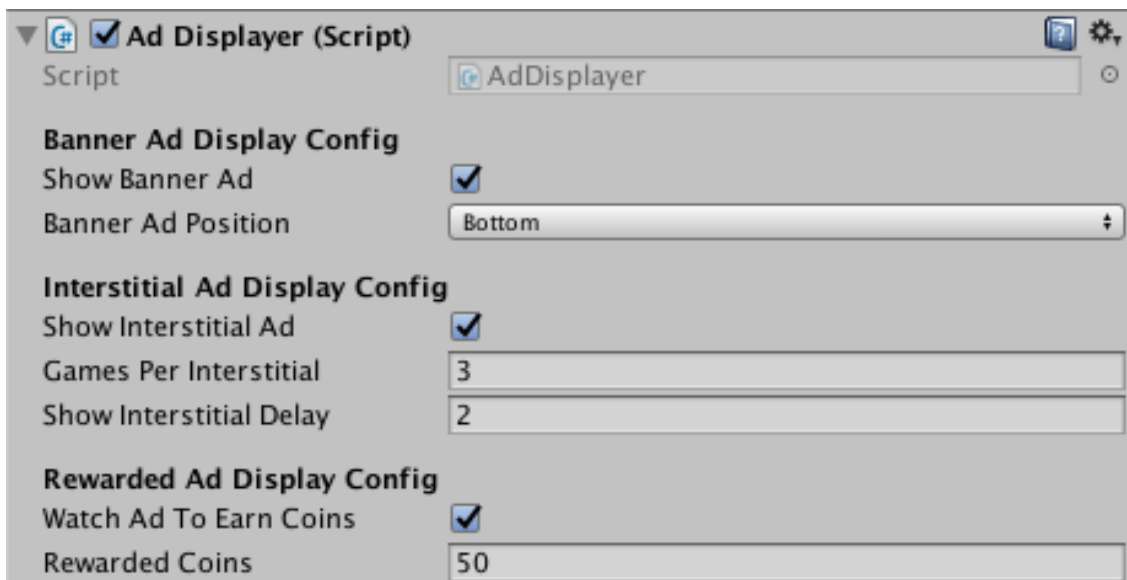 Ad Displayer (Script)
Script AdDisplayer
Banner Ad Display Config
Show Banner Ad
Banner Ad Position Bottom
Interstitial Ad Display Config
Show Interstitial Ad
Games Per Interstitial 3
Show Interstitial Delay 2
Rewarded Ad Display Config
Watch Ad To Earn Coins
Rewarded Coins 50